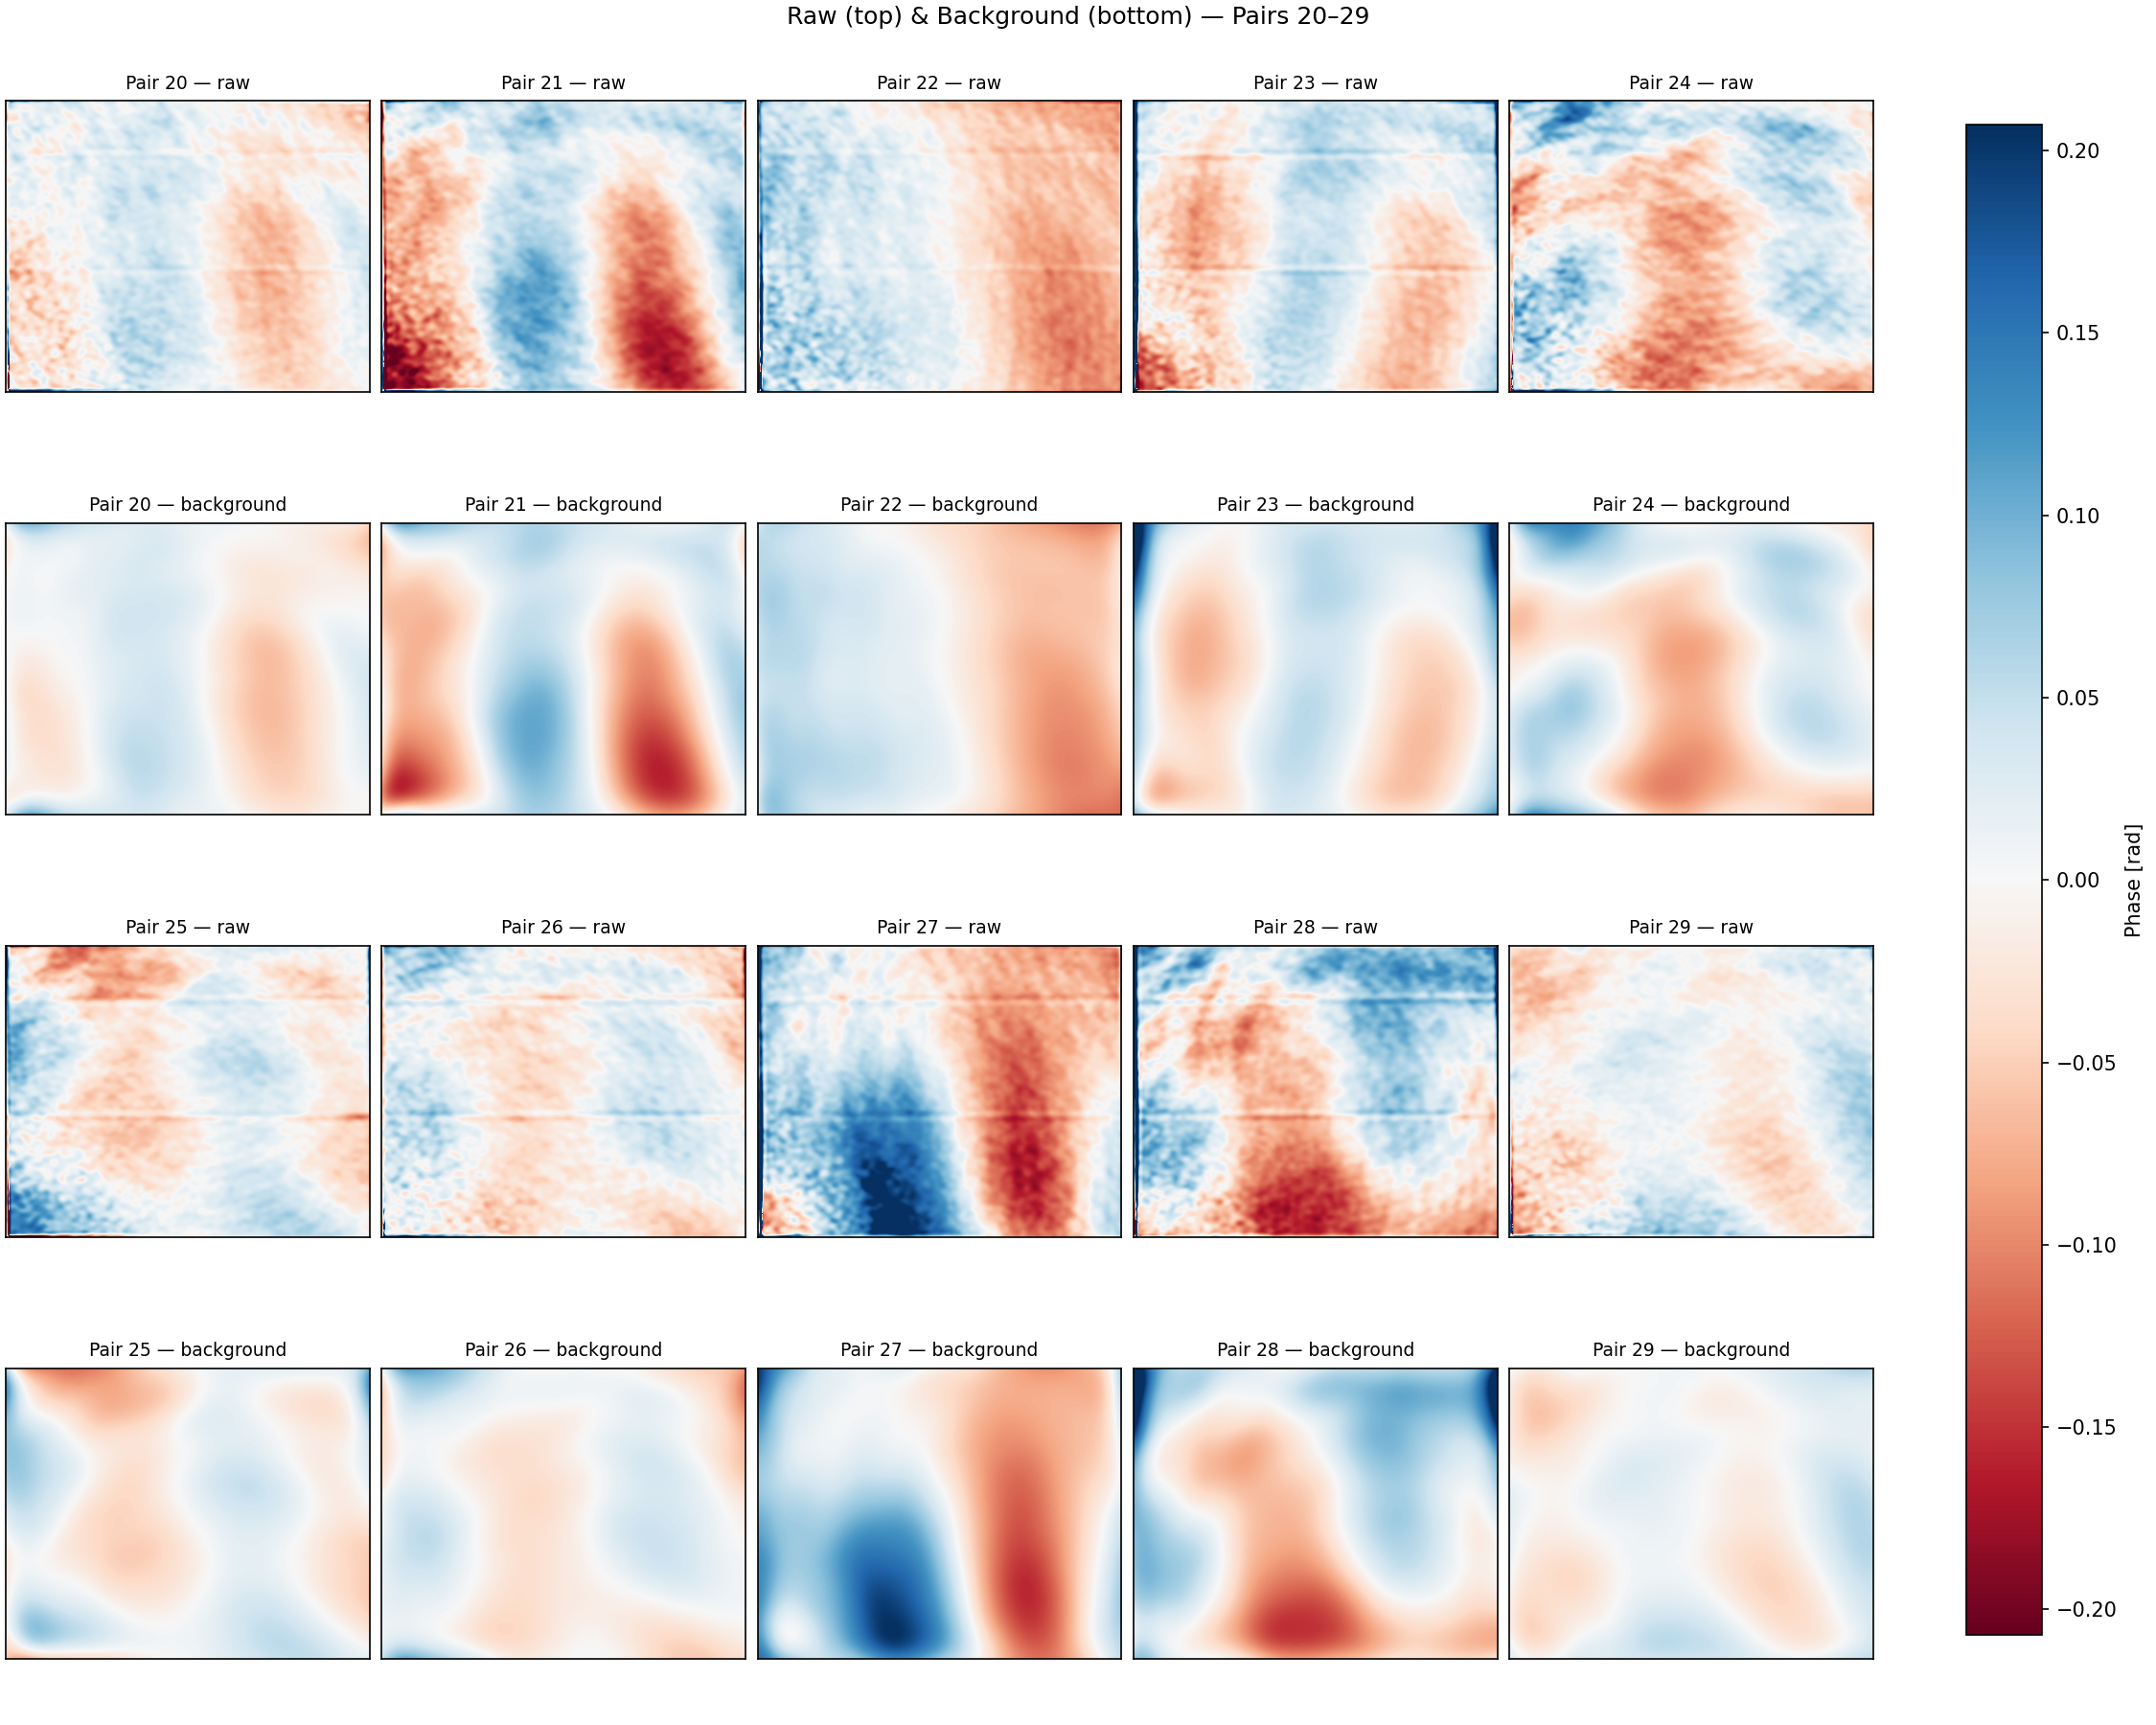 Raw (top) & Background (bottom) — Pairs 20–29
Pair 20 — raw
Pair 21 — raw
Pair 22 — raw
Pair 23 — raw
Pair 24 — raw
Pair 20 — background
Pair 21 — background
Pair 22 — background
Pair 23 — background
Pair 24 — background
Pair 25 — raw
Pair 26 — raw
Pair 27 — raw
Pair 28 — raw
Pair 29 — raw
Pair 25 — background
Pair 26 — background
Pair 27 — background
Pair 28 — background
Pair 29 — background
0.20
0.15
0.10
0.05
0.00
−0.05
−0.10
−0.15
−0.20
Phase [rad]